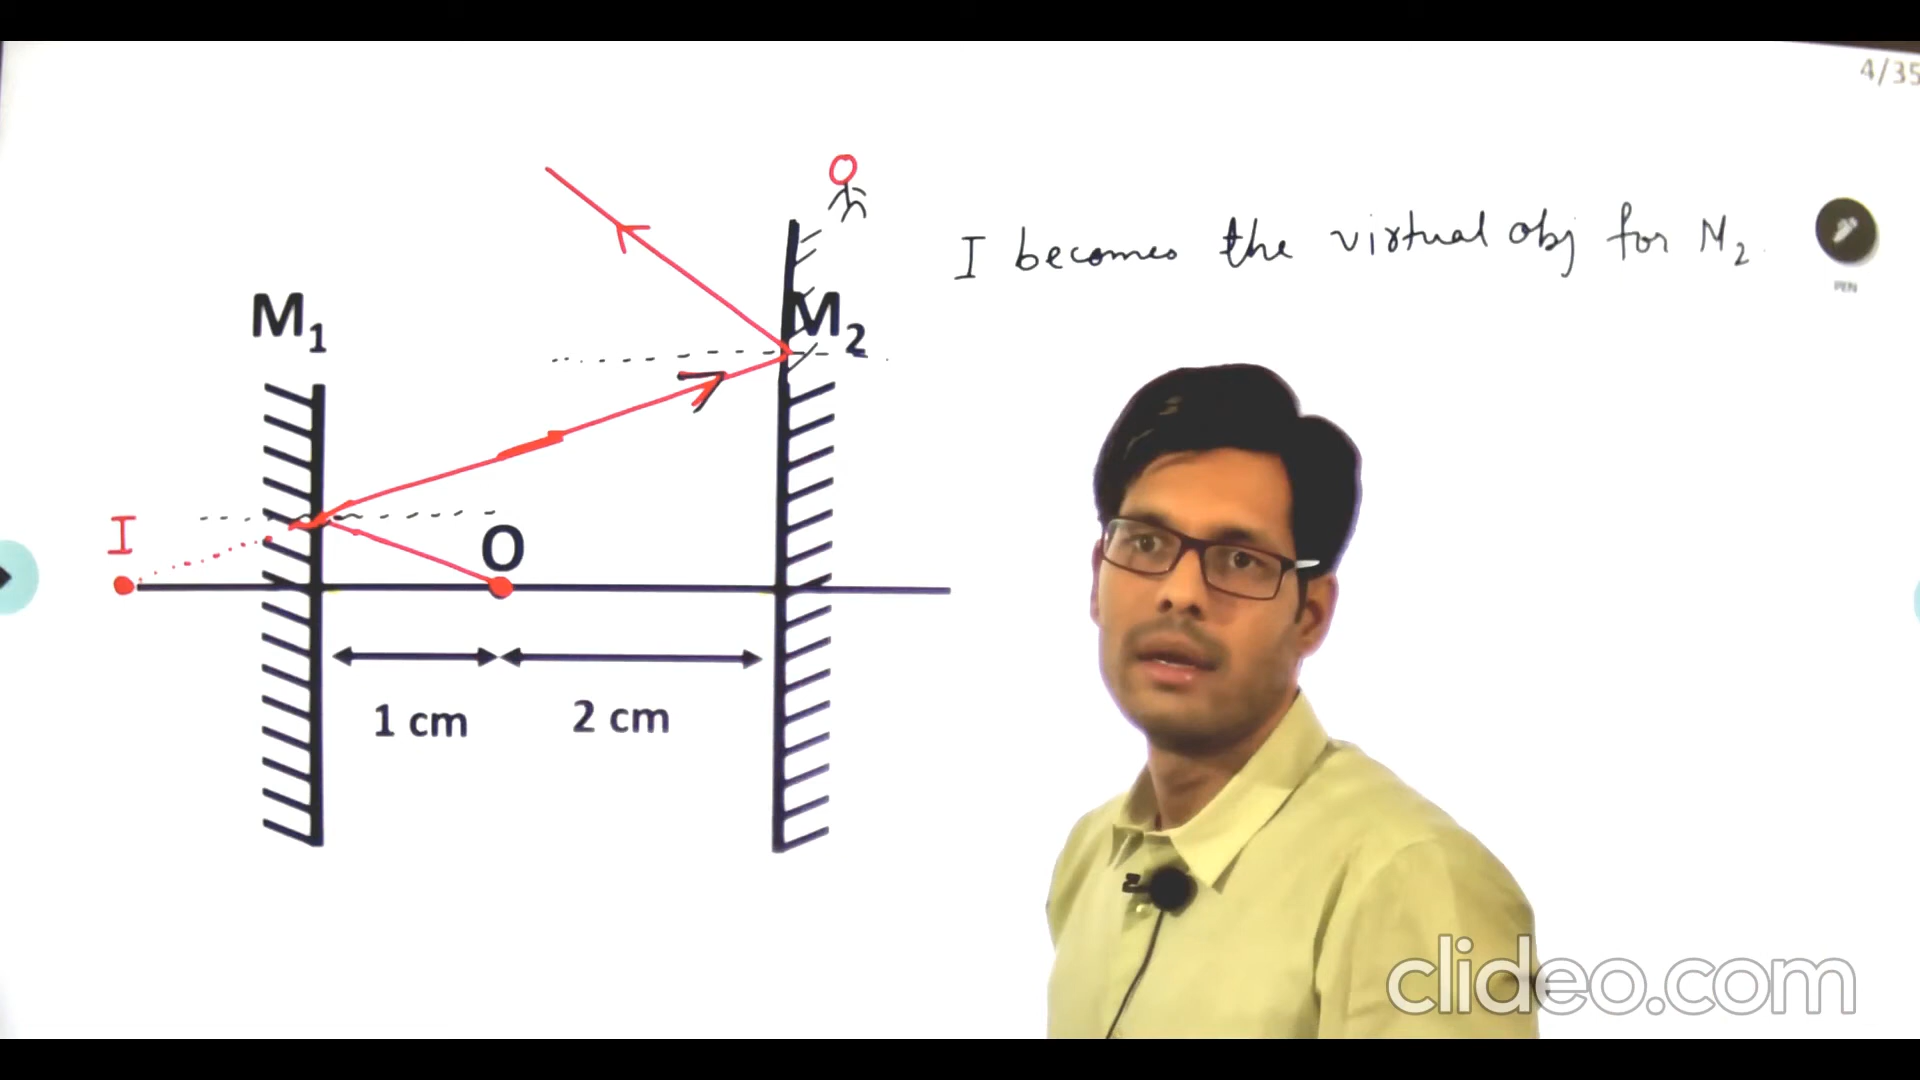 4/35
I becomes the virtual obj for M2
PEN
M1
M2
I
O
1 cm
2 cm
clideo.com